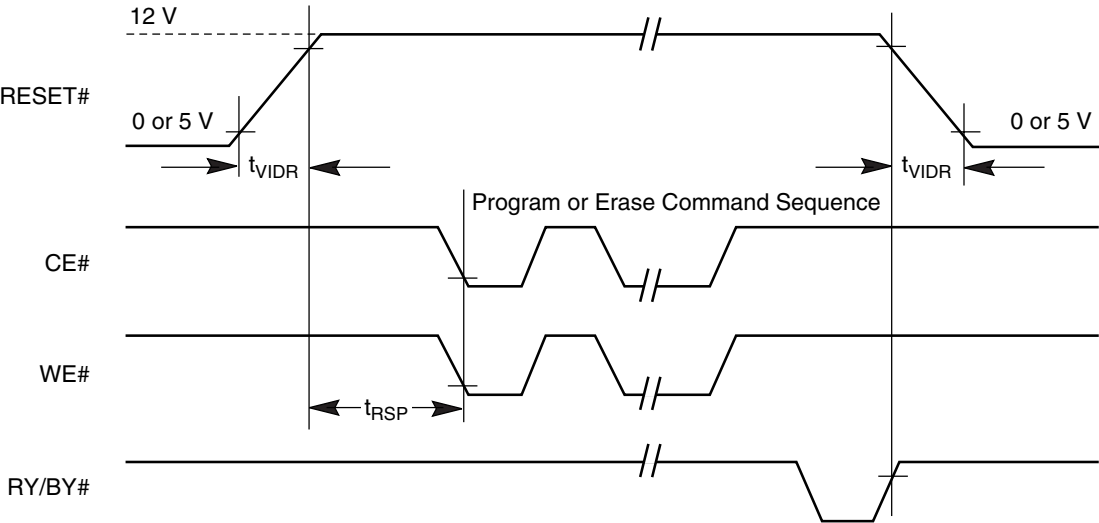 12 V
RESET#
0 or 5 V
0 or 5 V
tVIDR
tVIDR
Program or Erase Command Sequence
CE#
WE#
tRSP
RY/BY#